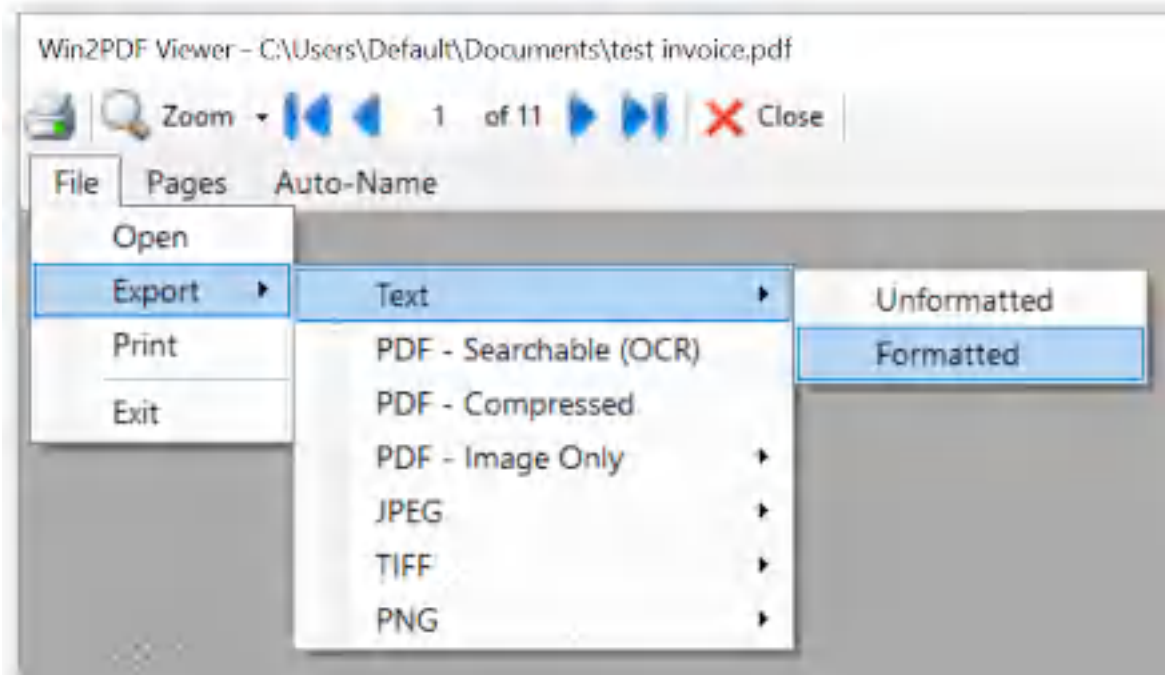 Win2PDF Viewer - C:\Users\Default\Documents\test invoice.pdf
Zoom 1 of 11 Close
File Pages Auto-Name
Open
Export
Print
Exit
Text
PDF - Searchable (OCR)
PDF - Compressed
PDF - Image Only
JPEG
TIFF
PNG
Unformatted
Formatted